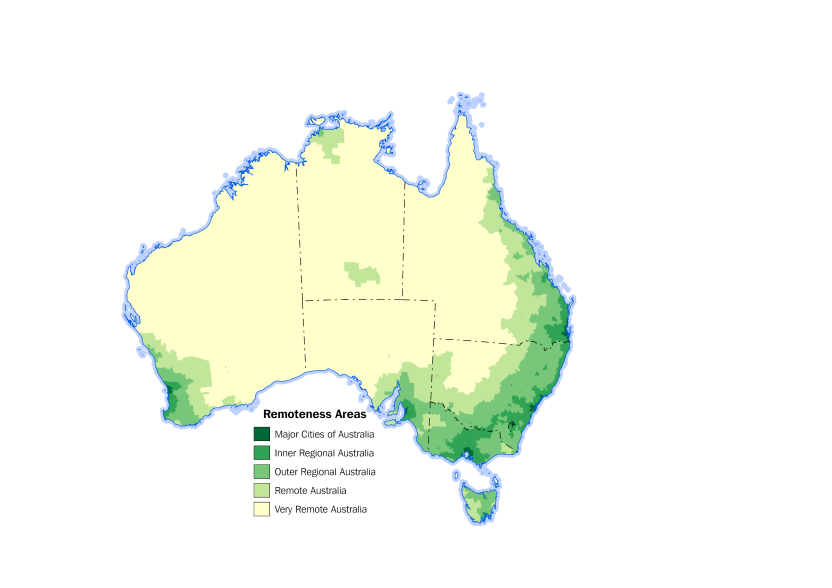 Remoteness Areas
Major Cities of Australia
Inner Regional Australia
Outer Regional Australia
Remote Australia
Very Remote Australia